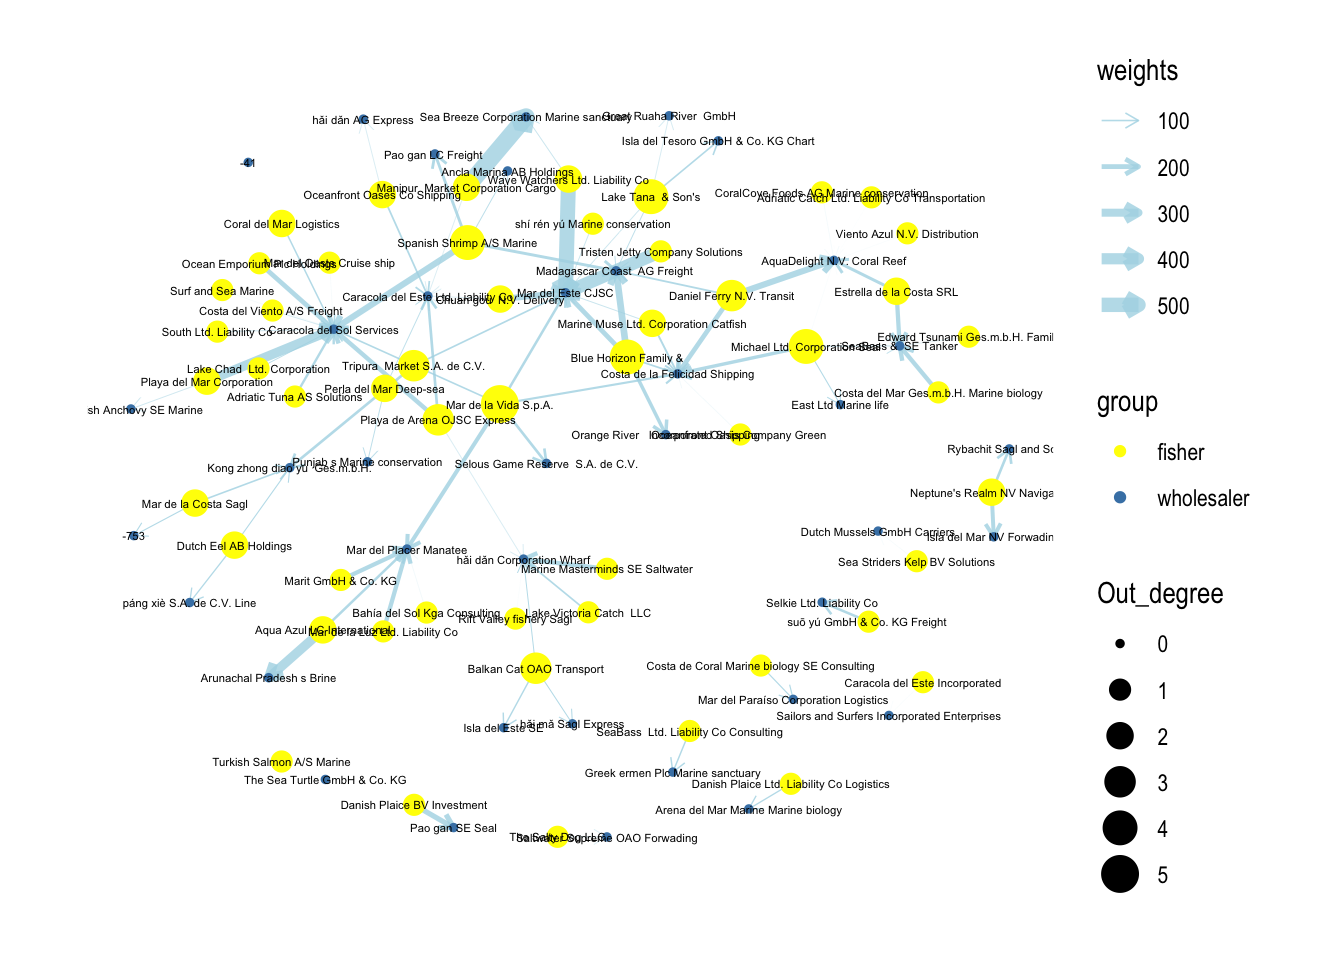 weights
100
200
300
400
500
group
fisher
wholesaler
Out_degree
0
1
2
3
4
5
hǎi dǎn AG Express
Sea Breeze Corporation Marine sanctuary
Great Ruaha River GmbH
Isla del Tesoro GmbH & Co. KG Chart
Pao gan LC Freight
-41
Ancla Marina AB Holdings
Wave Watchers Ltd. Liability Co
Manipur Market Corporation Cargo
Oceanfront Oases Co Shipping
Lake Tana & Son's
CoralCove Foods AG Marine conservation
Adriatic Catch Ltd. Liability Co Transportation
Coral del Mar Logistics
shí rén yú Marine conservation
Viento Azul N.V. Distribution
Spanish Shrimp A/S Marine
Tristen Jetty Company Solutions
AquaDelight N.V. Coral Reef
Ocean Emporium Plc Holdings
Mar del Oeste Cruise ship
Madagascar Coast AG Freight
Surf and Sea Marine
Caracola del Este Ltd. Liability Co
Chuan gou N.V. Delivery
Mar del Este CJSC
Daniel Ferry N.V. Transit
Estrella de la Costa SRL
Costa del Viento A/S Freight
South Ltd. Liability Co
Caracola del Sol Services
Marine Muse Ltd. Corporation Catfish
Edward Tsunami Ges.m.b.H. Famil
Michael Ltd. Corporation Seal
SeaBass & SE Tanker
Blue Horizon Family &
Tripura Market S.A. de C.V.
Lake Chad Ltd. Corporation
Costa de la Felicidad Shipping
Playa del Mar Corporation
Perla del Mar Deep-sea
Adriatic Tuna AS Solutions
Costa del Mar Ges.m.b.H. Marine biology
sh Anchovy SE Marine
Mar de la Vida S.p.A.
East Ltd Marine life
Playa de Arena OJSC Express
Orange River Incorporated Shipping
Oceanfront Oasis Company Green
Rybachit Sagl and So
Punjab s Marine conservation
Kong zhong diao yu Ges.m.b.H.
Selous Game Reserve S.A. de C.V.
Neptune's Realm NV Naviga
Mar de la Costa Sagl
-753
Dutch Mussels GmbH Carriers
Isla del Mar NV Forwadin
Dutch Eel AB Holdings
Mar del Placer Manatee
hǎi dǎn Corporation Wharf
Sea Striders Kelp BV Solutions
Marine Masterminds SE Saltwater
Marit GmbH & Co. KG
páng xiè S.A. de C.V. Line
Selkie Ltd. Liability Co
Bahía del Sol Kga Consulting
Rift Valley fishery Sagl
Lake Victoria Catch LLC
suō yú GmbH & Co. KG Freight
Aqua Azul LC International
Mar de la Luz Ltd. Liability Co
Balkan Cat OAO Transport
Costa de Coral Marine biology SE Consulting
Arunachal Pradesh s Brine
Caracola del Este Incorporated
Mar del Paraíso Corporation Logistics
Sailors and Surfers Incorporated Enterprises
Isla del Este SE
hǎi mǎ Sagl Express
SeaBass Ltd. Liability Co Consulting
Turkish Salmon A/S Marine
The Sea Turtle GmbH & Co. KG
Greek ermen Plc Marine sanctuary
Danish Plaice Ltd. Liability Co Logistics
Danish Plaice BV Investment
Arena del Mar Marine Marine biology
Pao gan SE Seal
The Salty Dog LLC
Saltwater Supreme OAO Forwading